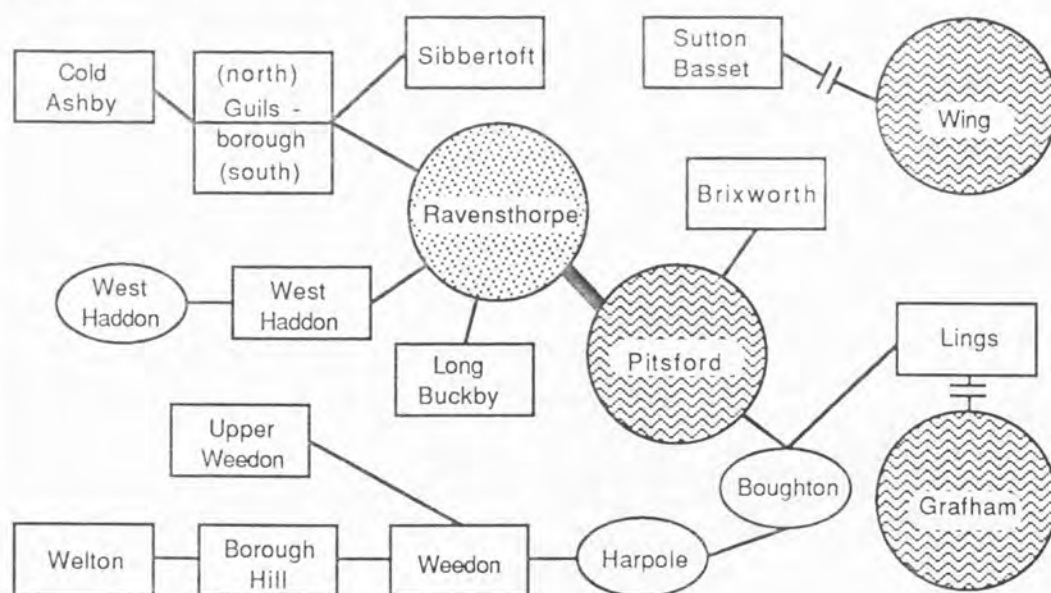 Cold
Ashby
(north)
Guils -
borough
(south)
Sibbertoft
Sutton
Basset
Wing
Ravensthorpe
Brixworth
West
Haddon
West
Haddon
Long
Buckby
Pitsford
Lings
Upper
Weedon
Boughton
Grafham
Welton
Borough
Hill
Weedon
Harpole